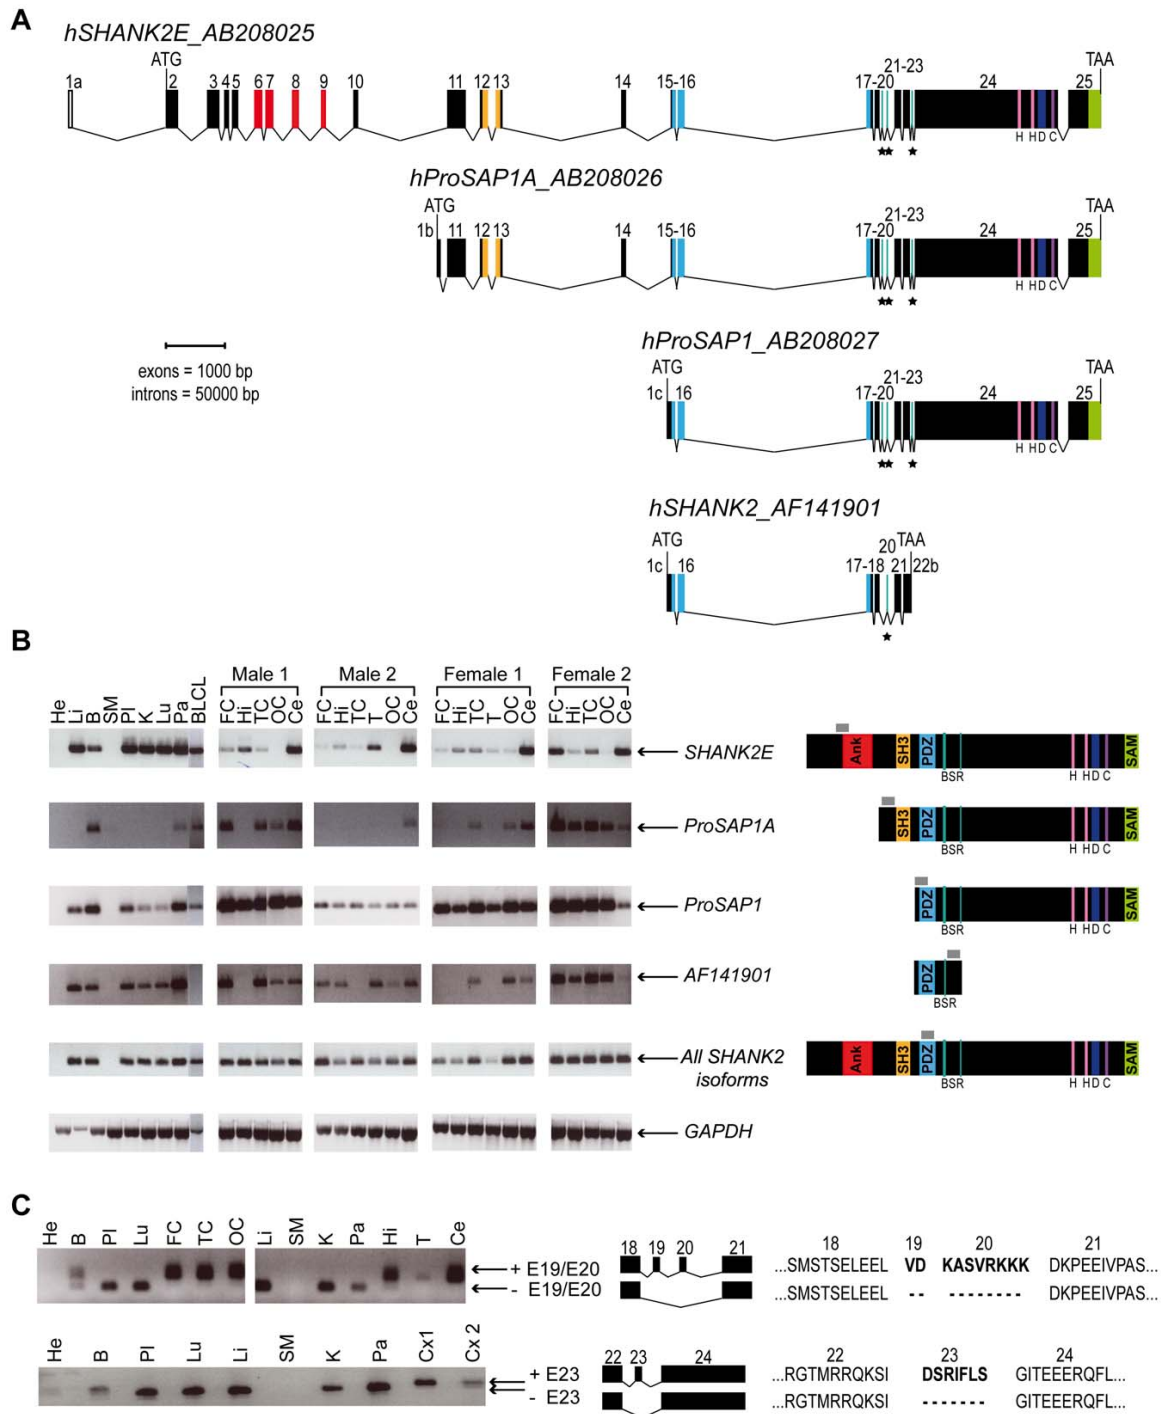 A
hSHANK2E_AB208025
ATG
TAA
1a 2 3 4 5 6 7 8 9 10 11 12 13 14 15-16 17-20 21-23 24 25
★★ ★ H H D C
hProSAP1A_AB208026
ATG
TAA
1b 11 12 13 14 15-16 17-20 21-23 24 25
★★ ★ H H D C
exons = 1000 bp
introns = 50000 bp
hProSAP1_AB208027
ATG
TAA
1c 16 17-20 21-23 24 25
★★ ★ H H D C
hSHANK2_AF141901
ATG
20 TAA
1c 16 17-18 21 22b
★
B
Male 1 Male 2 Female 1 Female 2
He Li B SM Pl K Lu Pa BLCL FC Hi TC OC Ce FC Hi TC T OC Ce FC Hi TC T OC Ce FC Hi TC OC Ce
SHANK2E
Ank SH3 PDZ SAM
BSR H H D C
ProSAP1A
SH3 PDZ SAM
BSR H H D C
ProSAP1
PDZ SAM
BSR H H D C
AF141901
PDZ
BSR
All SHANK2
isoforms
Ank SH3 PDZ SAM
BSR H H D C
GAPDH
C
He B Pl Lu FC TC OC Li SM K Pa Hi T Ce
+ E19/E20
- E19/E20
18 19 20 21
18 19 20 21
...SMSTSELEEL VD KASVRKKK DKPEEIVPAS...
...SMSTSELEEL -- -------- DKPEEIVPAS...
He B Pl Lu Li SM K Pa Cx1 Cx 2
+ E23
- E23
22 23 24
22 23 24
...RGTMRRQKSI DSRIFLS GITEEERQFL...
...RGTMRRQKSI ------- GITEEERQFL...